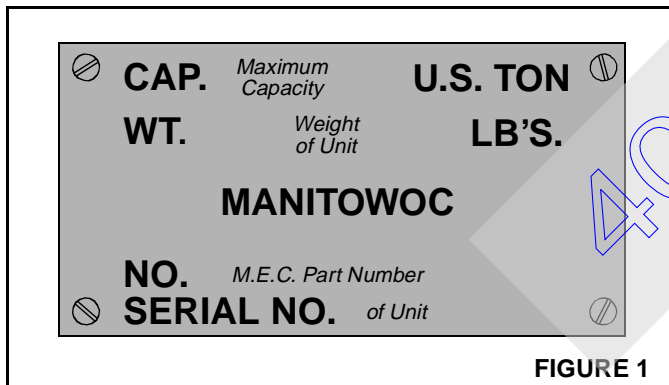 CAP. Maximum Capacity U.S. TON
WT. Weight of Unit LB'S.
MANITOWOC
NO. M.E.C. Part Number
SERIAL NO. of Unit
FIGURE 1